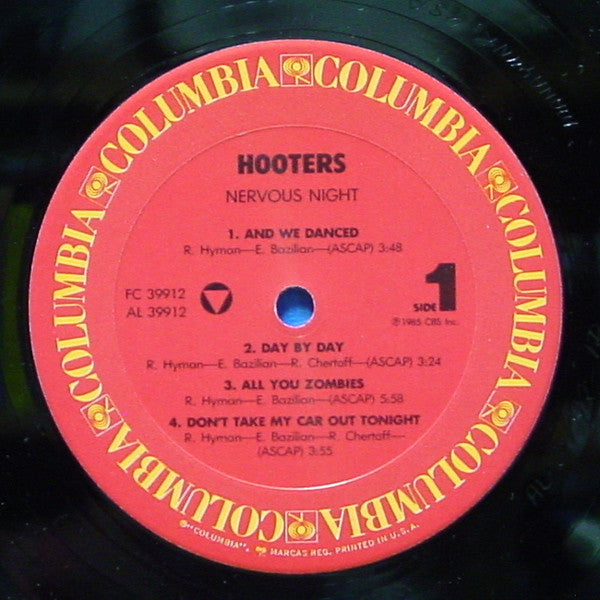 COLUMBIA COLUMBIA COLUMBIA COLUMBIA COLUMBIA COLUMBIA COLUMBIA
HOOTERS
NERVOUS NIGHT
1. AND WE DANCED
R. Hyman—E. Bazilian—(ASCAP) 3:48
FC 39912
AL 39912
SIDE 1
℗ 1985 CBS Inc.
2. DAY BY DAY
R. Hyman—E. Bazilian—R. Chertoff—(ASCAP) 3:24
3. ALL YOU ZOMBIES
R. Hyman—E. Bazilian—(ASCAP) 5:58
4. DON'T TAKE MY CAR OUT TONIGHT
R. Hyman—E. Bazilian—R. Chertoff—
(ASCAP) 3:55
®"COLUMBIA", MARCAS REG. PRINTED IN U.S.A.